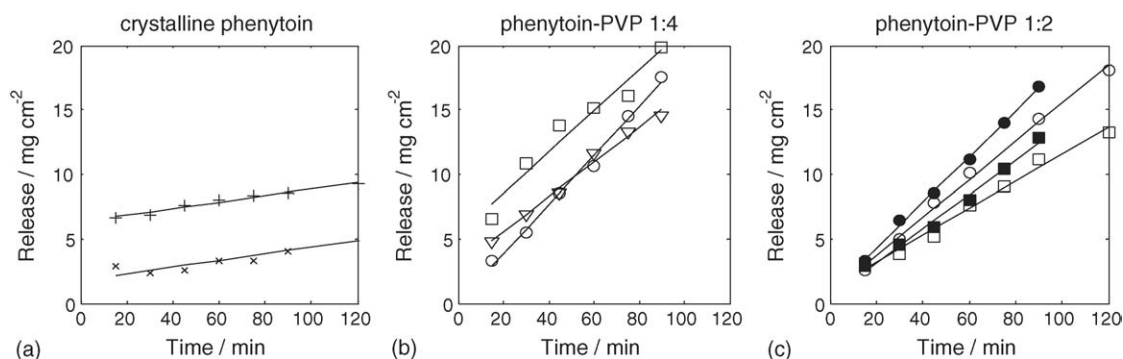 crystalline phenytoin
Release / mg cm-2
20
15
10
5
0
0 20 40 60 80 100 120
(a) Time / min
phenytoin-PVP 1:4
Release / mg cm-2
20
15
10
5
0
0 20 40 60 80 100 120
(b) Time / min
phenytoin-PVP 1:2
Release / mg cm-2
20
15
10
5
0
0 20 40 60 80 100 120
(c) Time / min